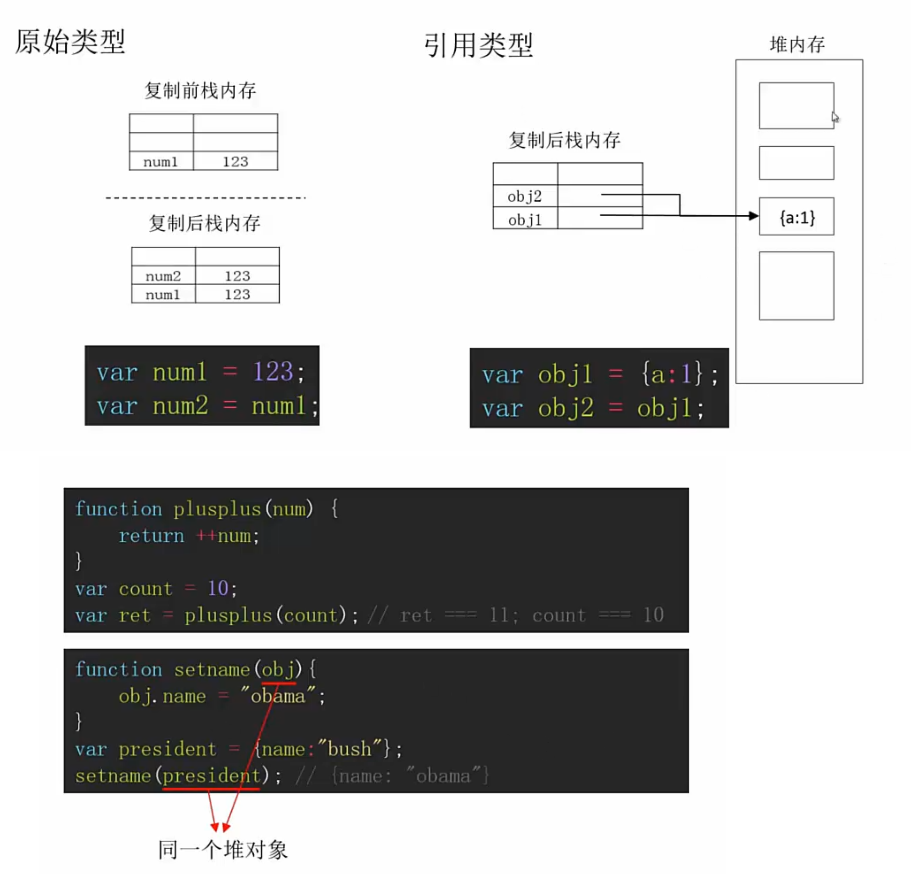 原始类型
复制前栈内存
num1 123
复制后栈内存
num2 123
num1 123
var num1 = 123;
var num2 = num1;
引用类型
堆内存
复制后栈内存
obj2
obj1
{a:1}
var obj1 = {a:1};
var obj2 = obj1;
function plusplus(num) {
return ++num;
}
var count = 10;
var ret = plusplus(count); // ret === 11; count === 10
function setname(obj){
obj.name = "obama";
}
var president = {name:"bush"};
setname(president); // {name: "obama"}
同一个堆对象